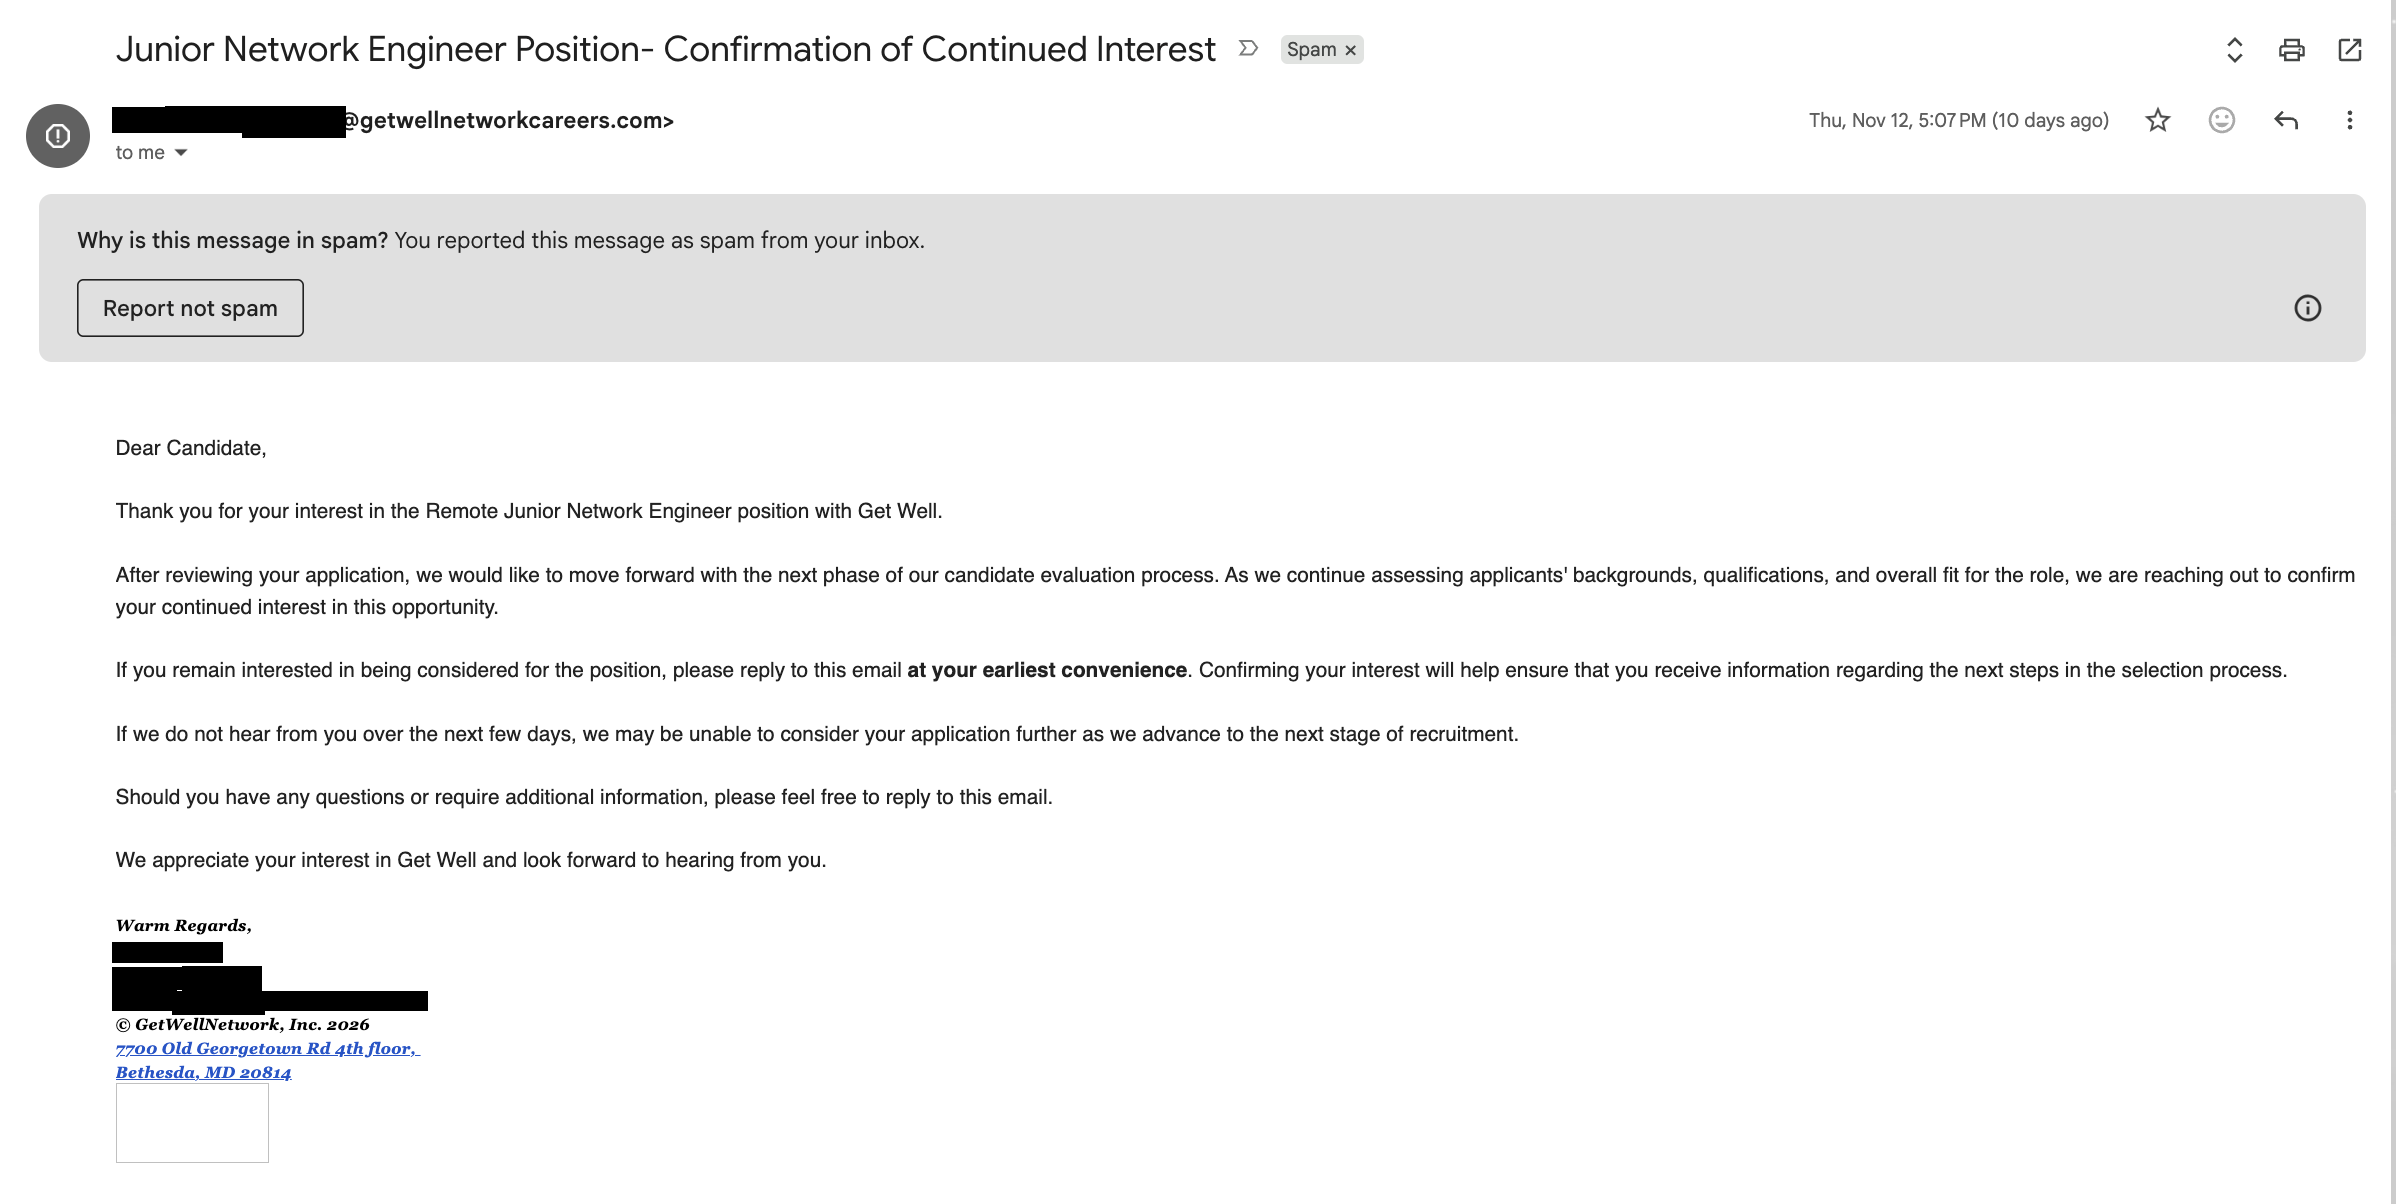 Junior Network Engineer Position- Confirmation of Continued Interest
Spam ×
@getwellnetworkcareers.com>
Thu, Nov 12, 5:07 PM (10 days ago)
to me
Why is this message in spam? You reported this message as spam from your inbox.
Report not spam
Dear Candidate,
Thank you for your interest in the Remote Junior Network Engineer position with Get Well.
After reviewing your application, we would like to move forward with the next phase of our candidate evaluation process. As we continue assessing applicants' backgrounds, qualifications, and overall fit for the role, we are reaching out to confirm
your continued interest in this opportunity.
If you remain interested in being considered for the position, please reply to this email at your earliest convenience. Confirming your interest will help ensure that you receive information regarding the next steps in the selection process.
If we do not hear from you over the next few days, we may be unable to consider your application further as we advance to the next stage of recruitment.
Should you have any questions or require additional information, please feel free to reply to this email.
We appreciate your interest in Get Well and look forward to hearing from you.
Warm Regards,
© GetWellNetwork, Inc. 2026
7700 Old Georgetown Rd 4th floor,
Bethesda, MD 20814